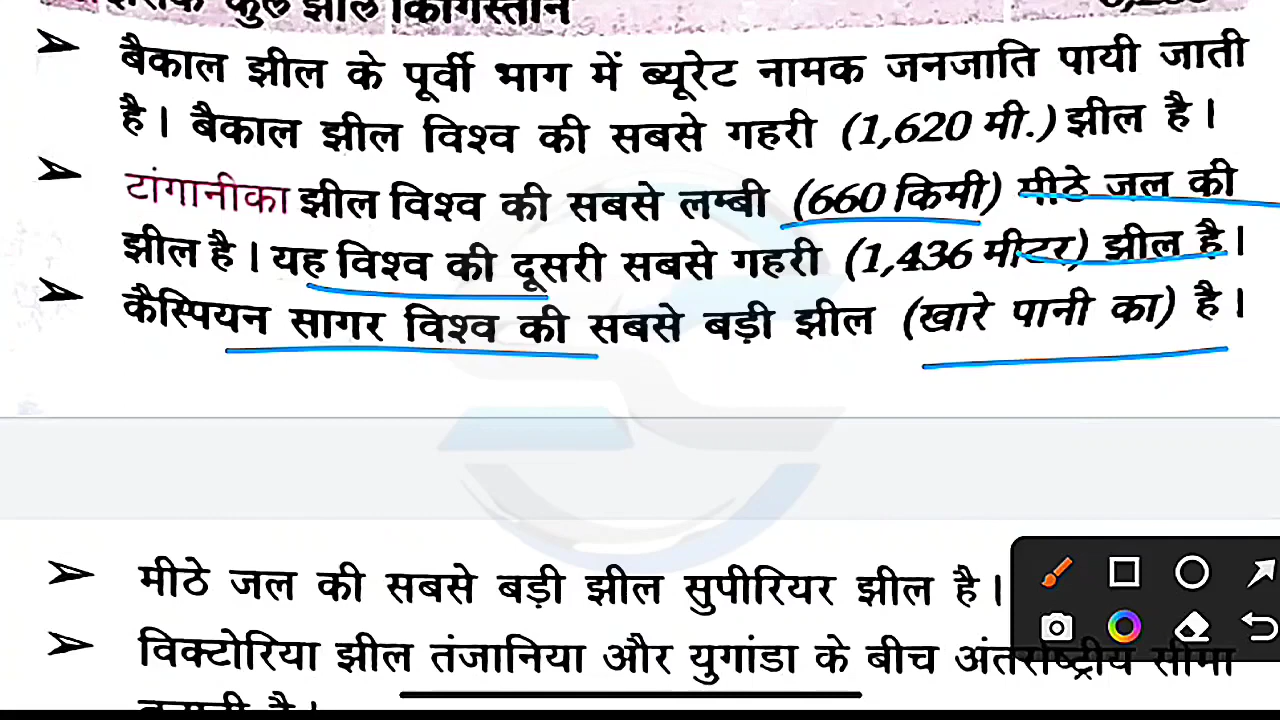 कुल झील किर्गिस्तान
➢ बैकाल झील के पूर्वी भाग में ब्यूरेट नामक जनजाति पायी जाती
है। बैकाल झील विश्व की सबसे गहरी (1,620 मी.) झील है।
➢ टांगानीका झील विश्व की सबसे लम्बी (660 किमी) मीठे जल की
झील है। यह विश्व की दूसरी सबसे गहरी (1,436 मीटर) झील है।
➢ कैस्पियन सागर विश्व की सबसे बड़ी झील (खारे पानी का) है।
➢ मीठे जल की सबसे बड़ी झील सुपीरियर झील है।
➢ विक्टोरिया झील तंजानिया और युगांडा के बीच अंतर्राष्ट्रीय सीमा
है।